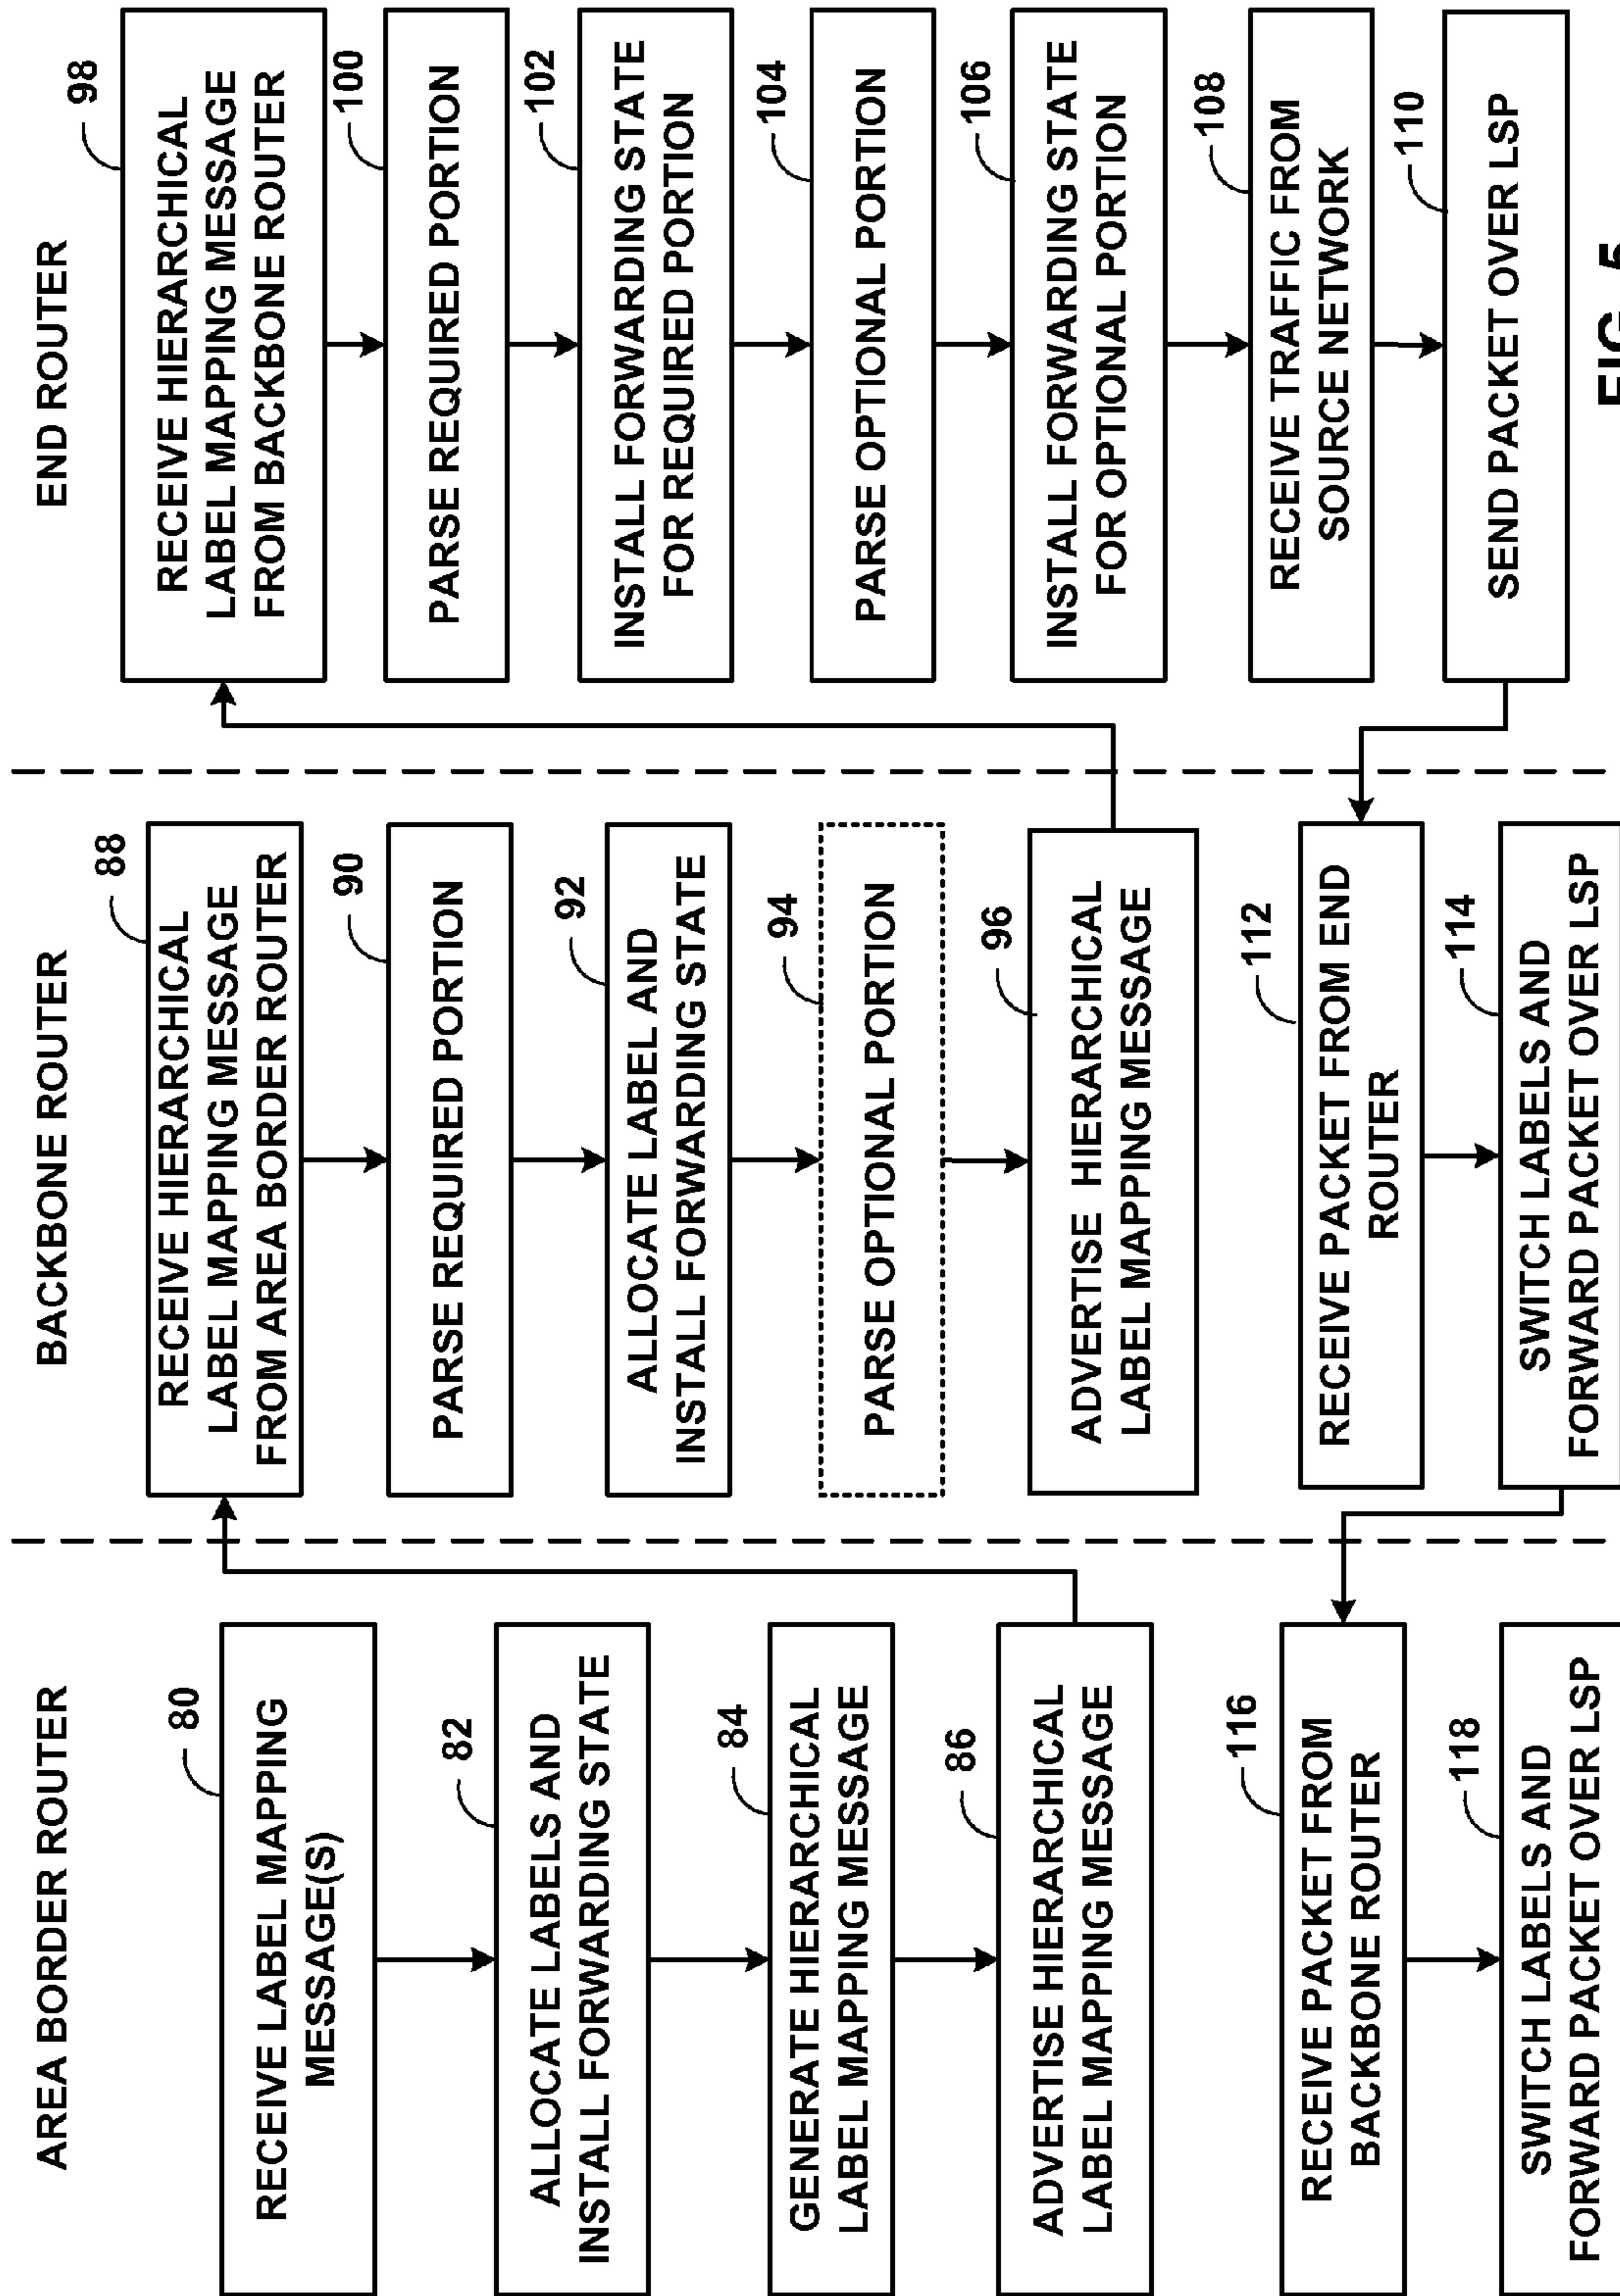 AREA BORDER ROUTER
80
RECEIVE LABEL MAPPING
MESSAGE(S)
82
ALLOCATE LABELS AND
INSTALL FORWARDING STATE
84
GENERATE HIERARCHICAL
LABEL MAPPING MESSAGE
86
ADVERTISE HIERARCHICAL
LABEL MAPPING MESSAGE
116
RECEIVE PACKET FROM
BACKBONE ROUTER
118
SWITCH LABELS AND
FORWARD PACKET OVER LSP
BACKBONE ROUTER
88
RECEIVE HIERARCHICAL
LABEL MAPPING MESSAGE
FROM AREA BORDER ROUTER
90
PARSE REQUIRED PORTION
92
ALLOCATE LABEL AND
INSTALL FORWARDING STATE
94
PARSE OPTIONAL PORTION
96
ADVERTISE HIERARCHICAL
LABEL MAPPING MESSAGE
112
RECEIVE PACKET FROM END
ROUTER
114
SWITCH LABELS AND
FORWARD PACKET OVER LSP
END ROUTER
98
RECEIVE HIERARCHICAL
LABEL MAPPING MESSAGE
FROM BACKBONE ROUTER
100
PARSE REQUIRED PORTION
102
INSTALL FORWARDING STATE
FOR REQUIRED PORTION
104
PARSE OPTIONAL PORTION
106
INSTALL FORWARDING STATE
FOR OPTIONAL PORTION
108
RECEIVE TRAFFIC FROM
SOURCE NETWORK
110
SEND PACKET OVER LSP
FIG. 5